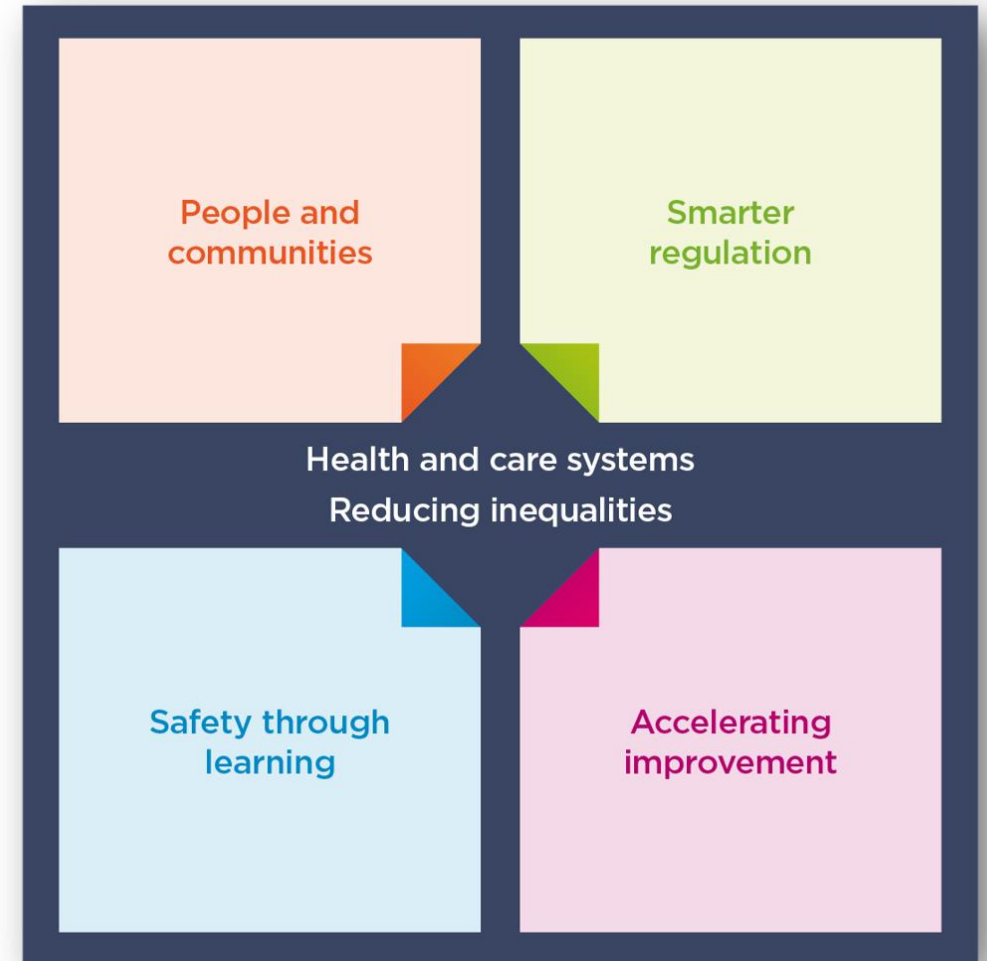 People and
communities
Smarter
regulation
Health and care systems
Reducing inequalities
Safety through
learning
Accelerating
improvement